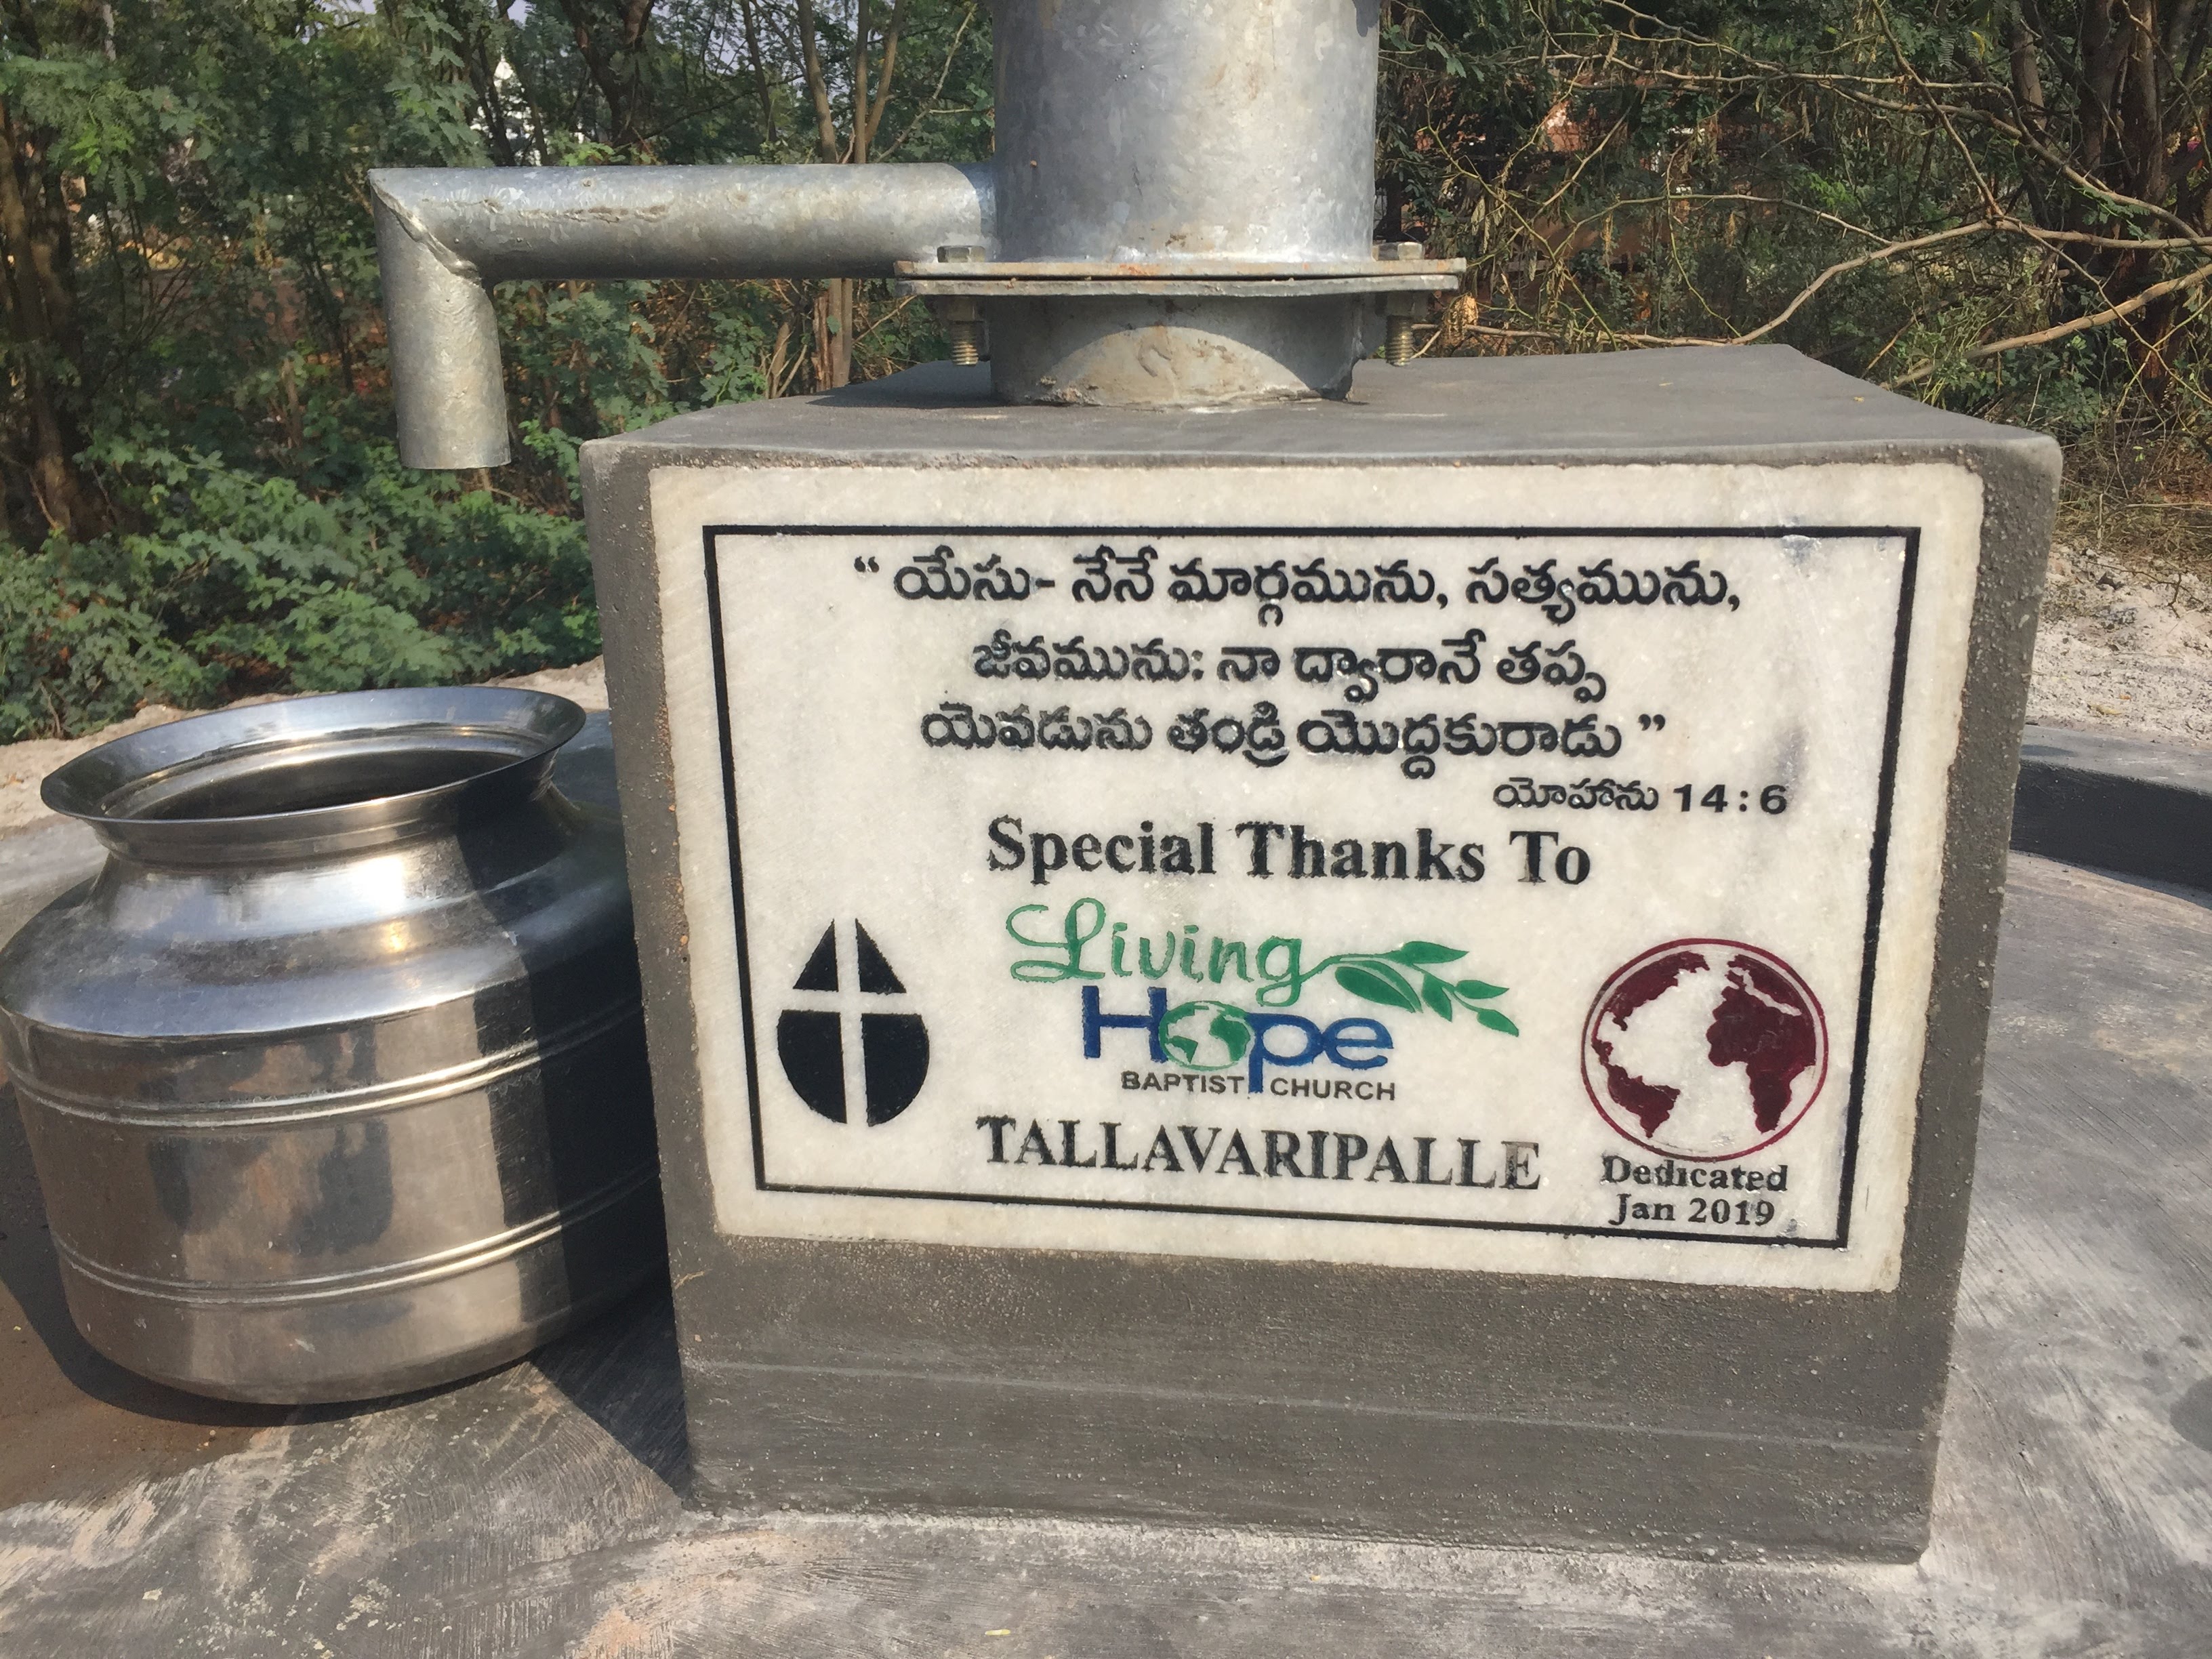 “ యేసు- నేనే మార్గమును, సత్యమును,
జీవమును: నా ద్వారానే తప్ప
యెవడును తండ్రి యొద్దకురాడు ”
యోహాను 14 : 6
Special Thanks To
Living
Hope
BAPTIST CHURCH
TALLAVARIPALLE
Dedicated
Jan 2019